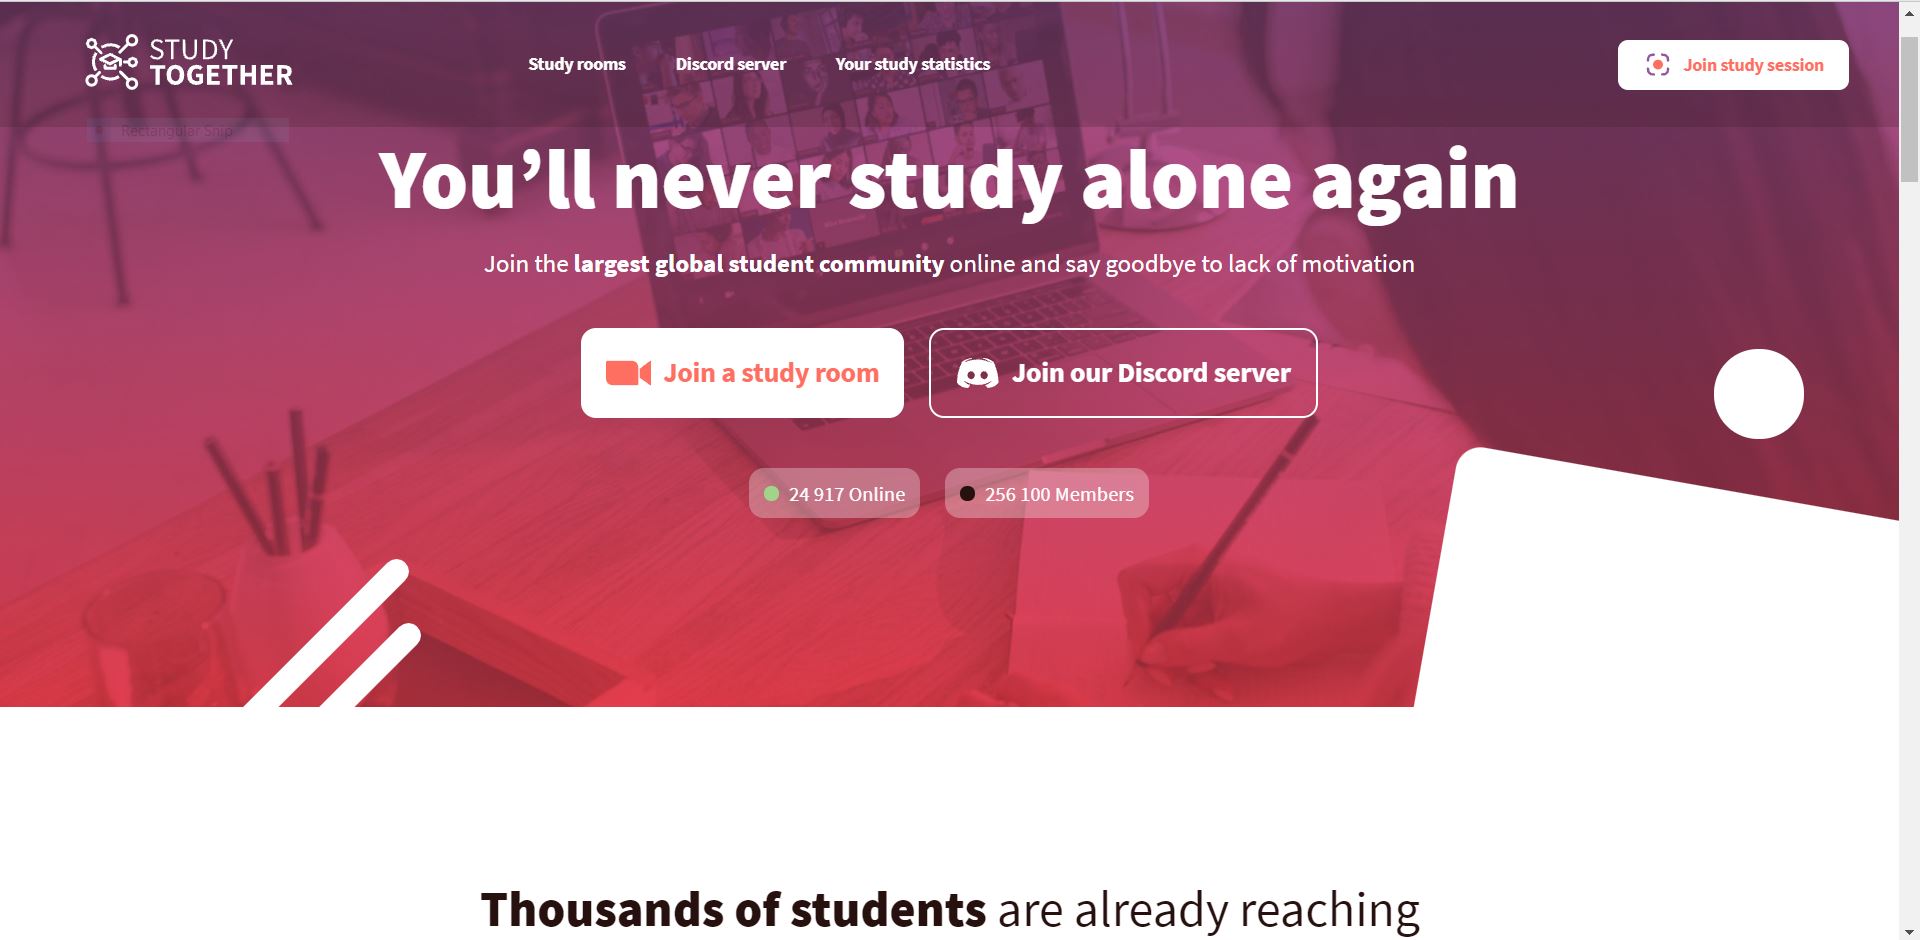 STUDY
TOGETHER
Study rooms
Discord server
Your study statistics
Join study session
Rectangular Snip
You’ll never study alone again
Join the largest global student community online and say goodbye to lack of motivation
Join a study room
Join our Discord server
24 917 Online
256 100 Members
Thousands of students are already reaching